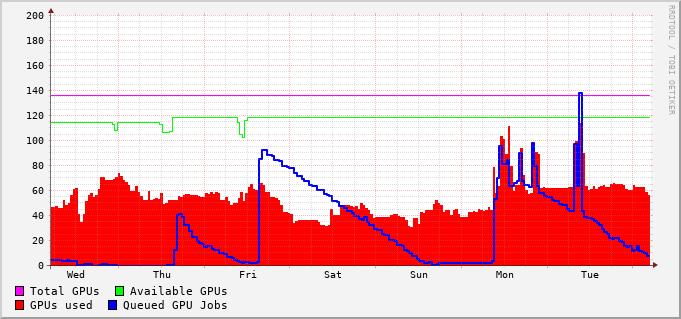 200
180
160
140
120
100
80
60
40
20
0
Wed Thu Fri Sat Sun Mon Tue
Total GPUs Available GPUs
GPUs used Queued GPU Jobs
RRDTOOL / TOBI OETIKER